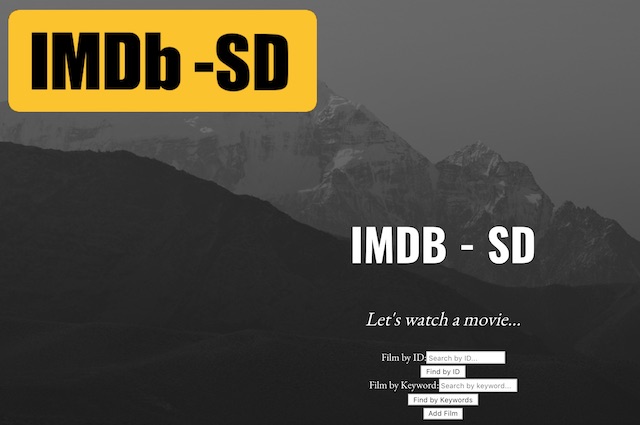 IMDb -SD
IMDB - SD
Let's watch a movie...
Film by ID: Search by ID...
Find by ID
Film by Keyword: Search by keyword...
Find by Keywords
Add Film